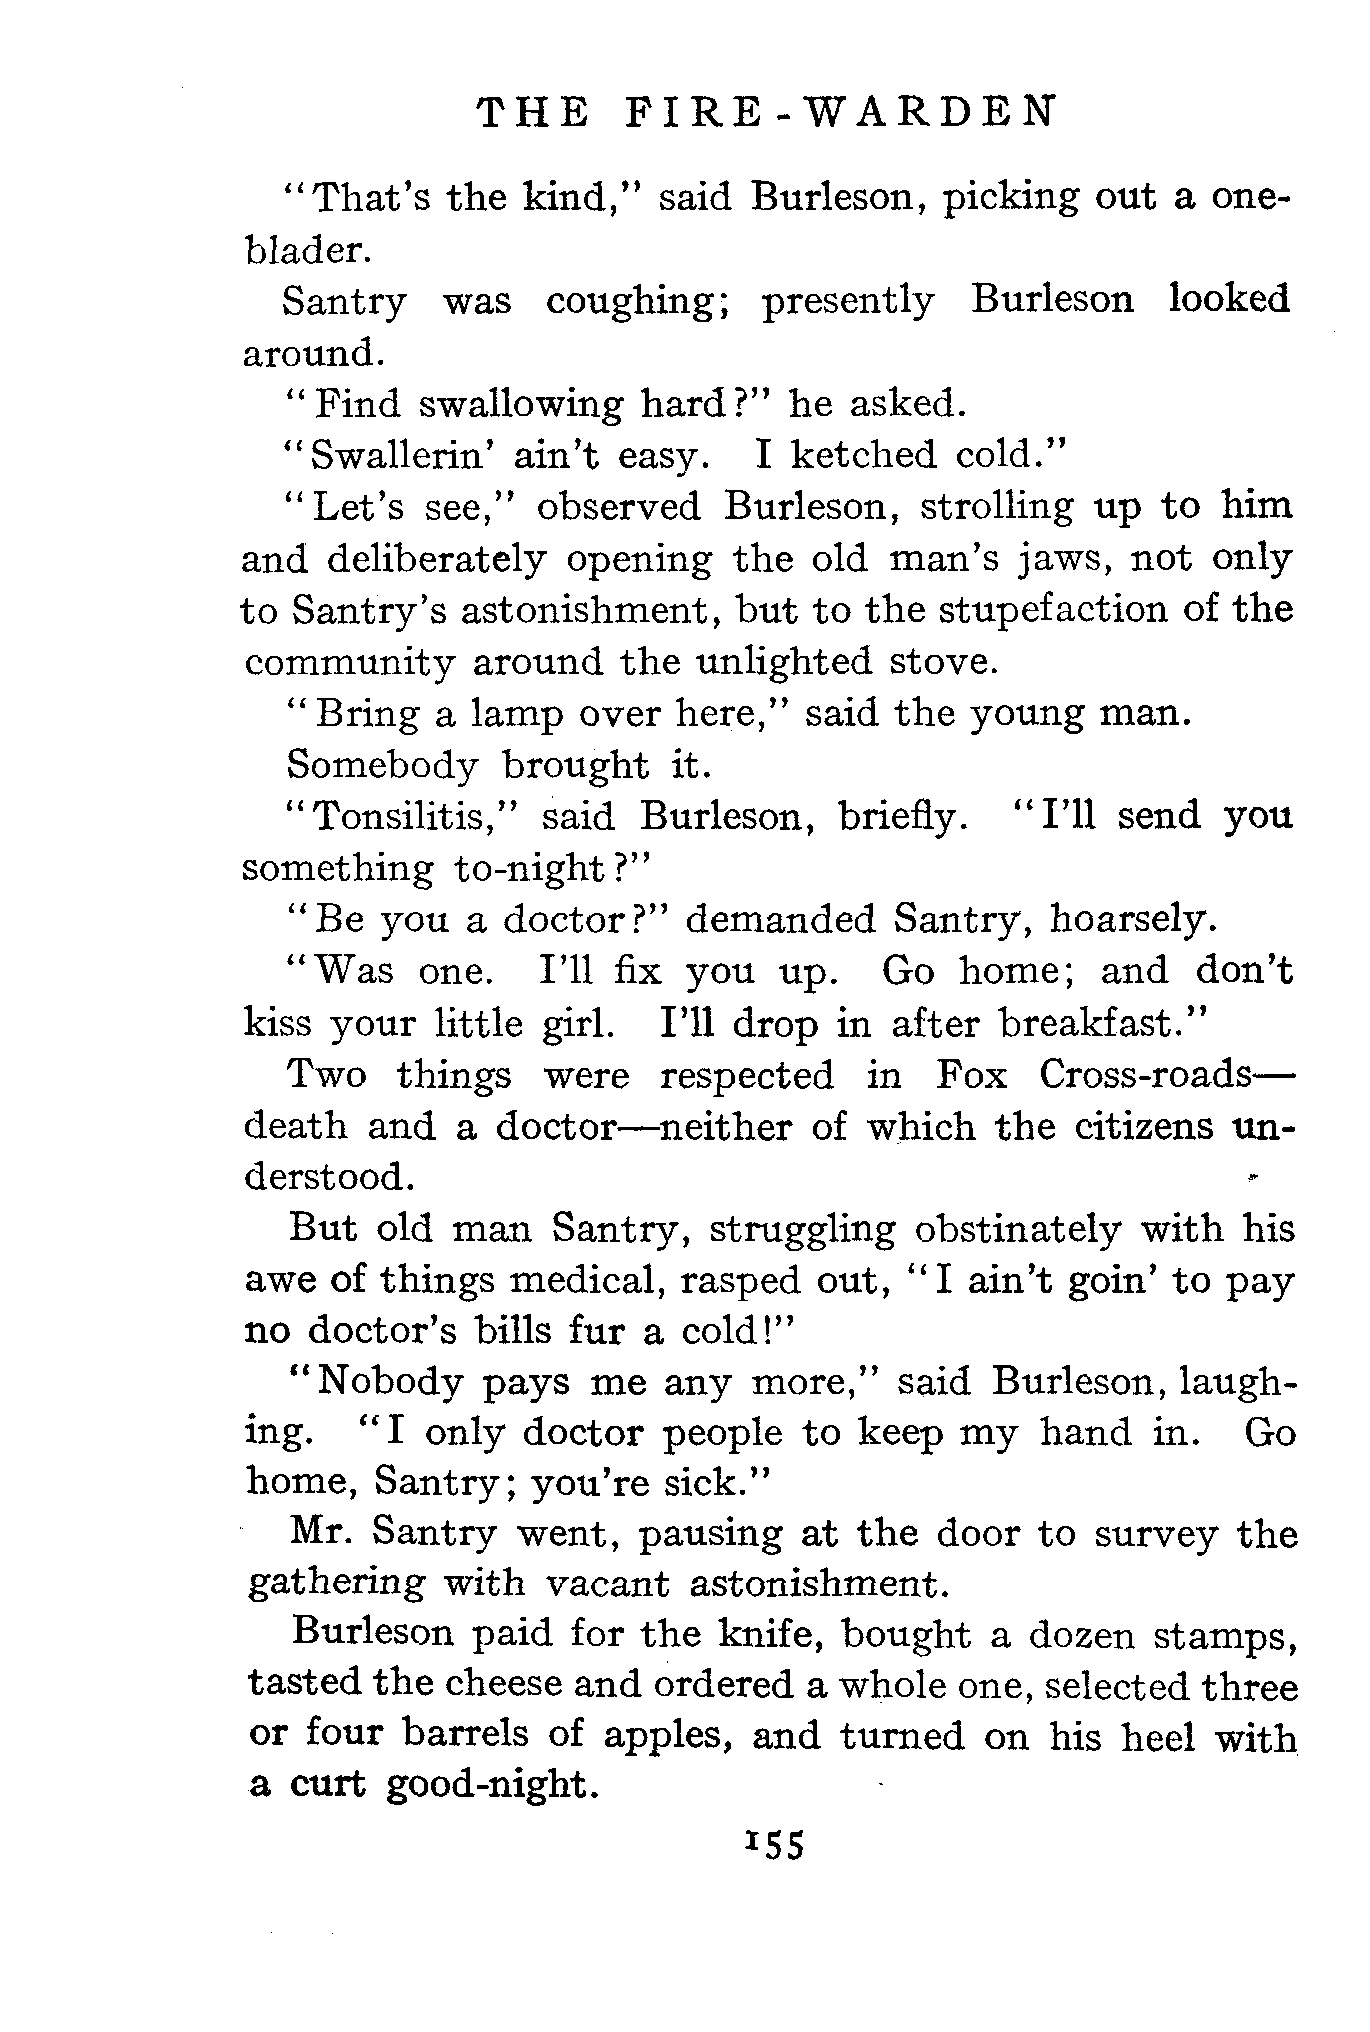 THE FIRE-WARDEN
"That's the kind," said Burleson, picking out a one-
blader.
Santry was coughing; presently Burleson looked
around.
"Find swallowing hard?" he asked.
"Swallerin' ain't easy. I ketched cold."
"Let's see," observed Burleson, strolling up to him
and deliberately opening the old man's jaws, not only
to Santry's astonishment, but to the stupefaction of the
community around the unlighted stove.
"Bring a lamp over here," said the young man.
Somebody brought it.
"Tonsilitis," said Burleson, briefly. "I'll send you
something to-night?"
"Be you a doctor?" demanded Santry, hoarsely.
"Was one. I'll fix you up. Go home; and don't
kiss your little girl. I'll drop in after breakfast."
Two things were respected in Fox Cross-roads—
death and a doctor—neither of which the citizens un-
derstood.
But old man Santry, struggling obstinately with his
awe of things medical, rasped out, "I ain't goin' to pay
no doctor's bills fur a cold!"
"Nobody pays me any more," said Burleson, laugh-
ing. "I only doctor people to keep my hand in. Go
home, Santry; you're sick."
Mr. Santry went, pausing at the door to survey the
gathering with vacant astonishment.
Burleson paid for the knife, bought a dozen stamps,
tasted the cheese and ordered a whole one, selected three
or four barrels of apples, and turned on his heel with
a curt good-night.
155